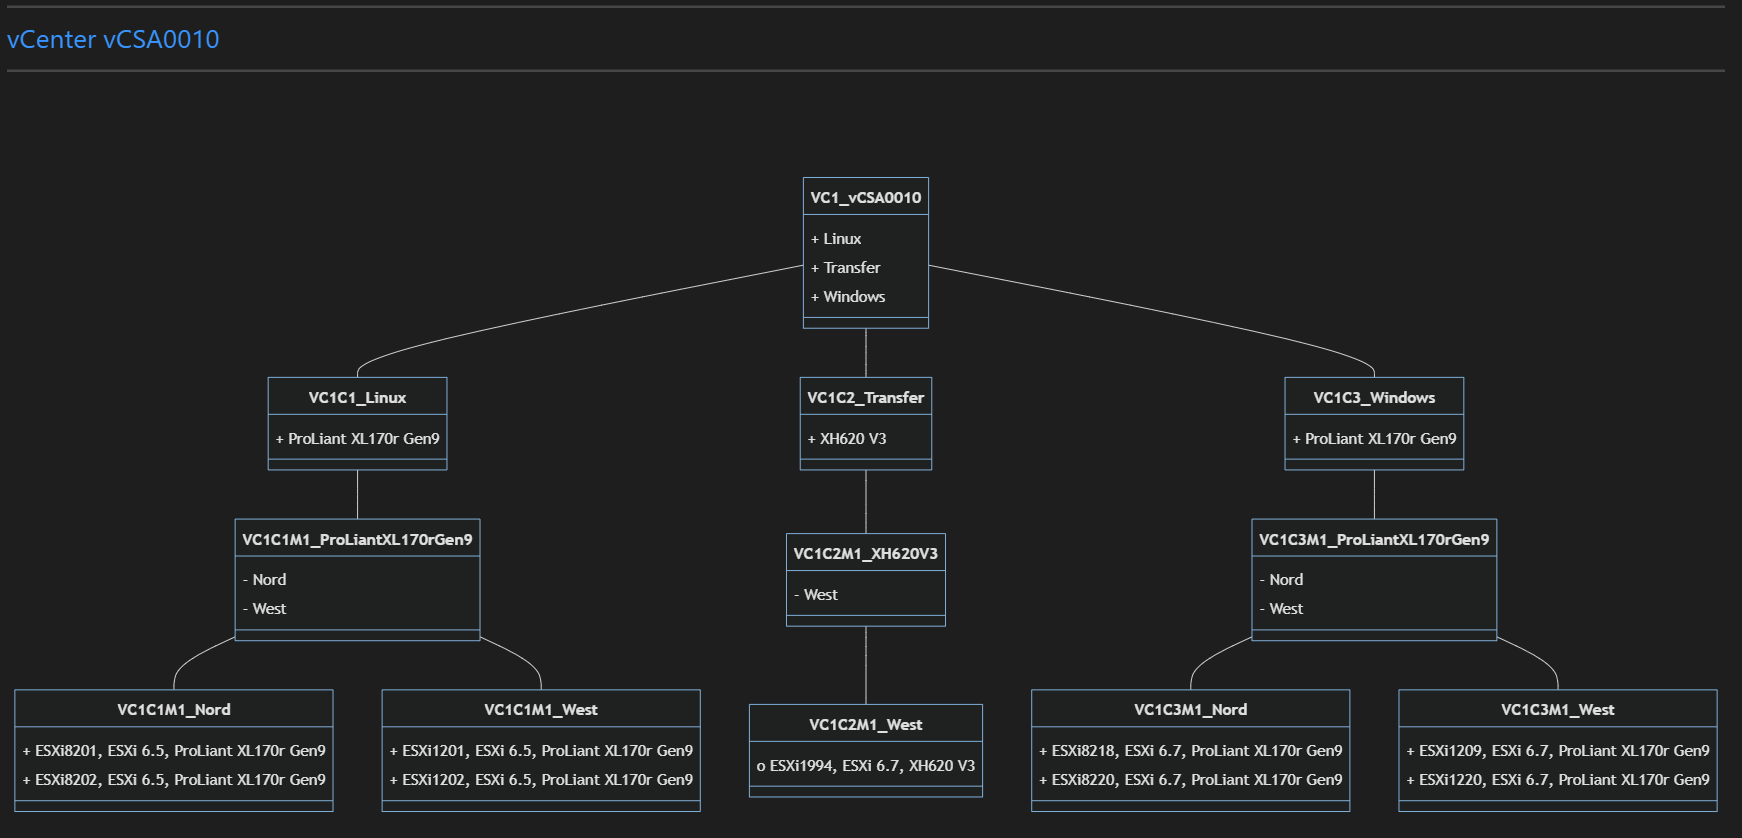 vCenter vCSA0010
VC1_vCSA0010
+ Linux
+ Transfer
+ Windows
VC1C1_Linux
+ ProLiant XL170r Gen9
VC1C2_Transfer
+ XH620 V3
VC1C3_Windows
+ ProLiant XL170r Gen9
VC1C1M1_ProLiantXL170rGen9
- Nord
- West
VC1C2M1_XH620V3
- West
VC1C3M1_ProLiantXL170rGen9
- Nord
- West
VC1C1M1_Nord
+ ESXi8201, ESXi 6.5, ProLiant XL170r Gen9
+ ESXi8202, ESXi 6.5, ProLiant XL170r Gen9
VC1C1M1_West
+ ESXi1201, ESXi 6.5, ProLiant XL170r Gen9
+ ESXi1202, ESXi 6.5, ProLiant XL170r Gen9
VC1C2M1_West
o ESXi1994, ESXi 6.7, XH620 V3
VC1C3M1_Nord
+ ESXi8218, ESXi 6.7, ProLiant XL170r Gen9
+ ESXi8220, ESXi 6.7, ProLiant XL170r Gen9
VC1C3M1_West
+ ESXi1209, ESXi 6.7, ProLiant XL170r Gen9
+ ESXi1220, ESXi 6.7, ProLiant XL170r Gen9